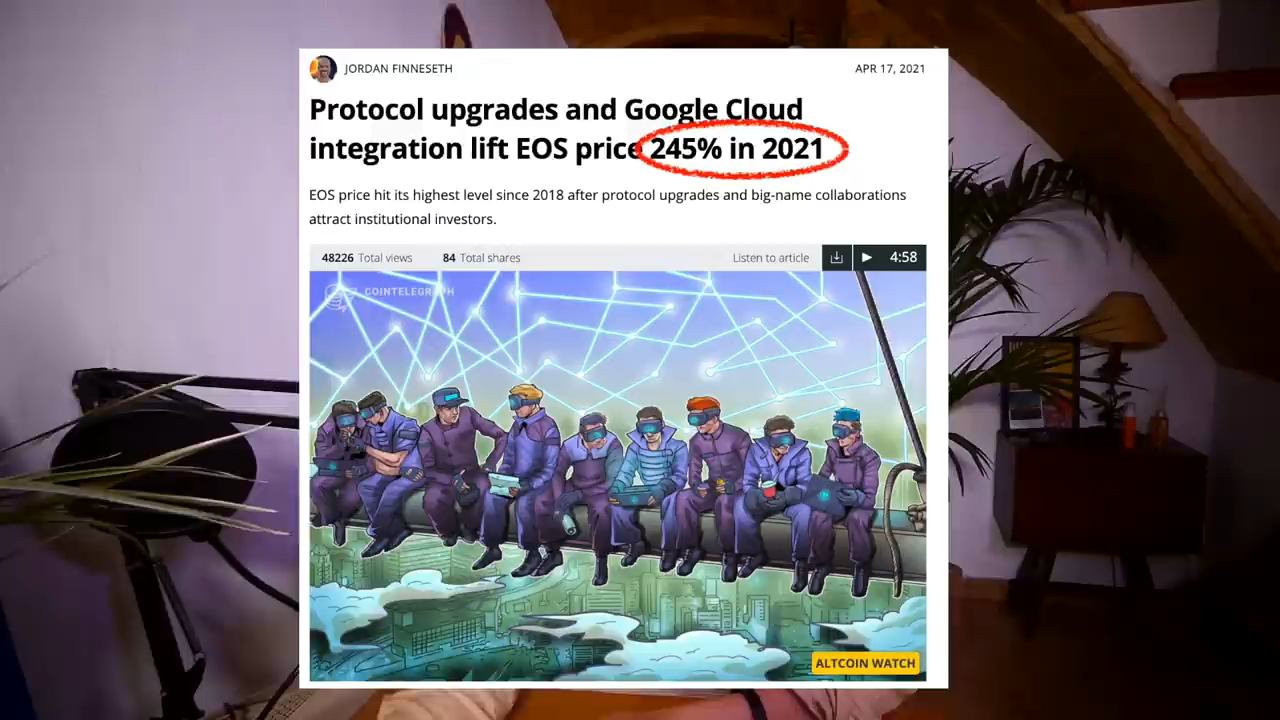 JORDAN FINNESETH
APR 17, 2021
Protocol upgrades and Google Cloud
integration lift EOS price 245% in 2021
EOS price hit its highest level since 2018 after protocol upgrades and big-name collaborations
attract institutional investors.
48226 Total views 84 Total shares Listen to article 4:58
COINTELEGRAPH
ALTCOIN WATCH